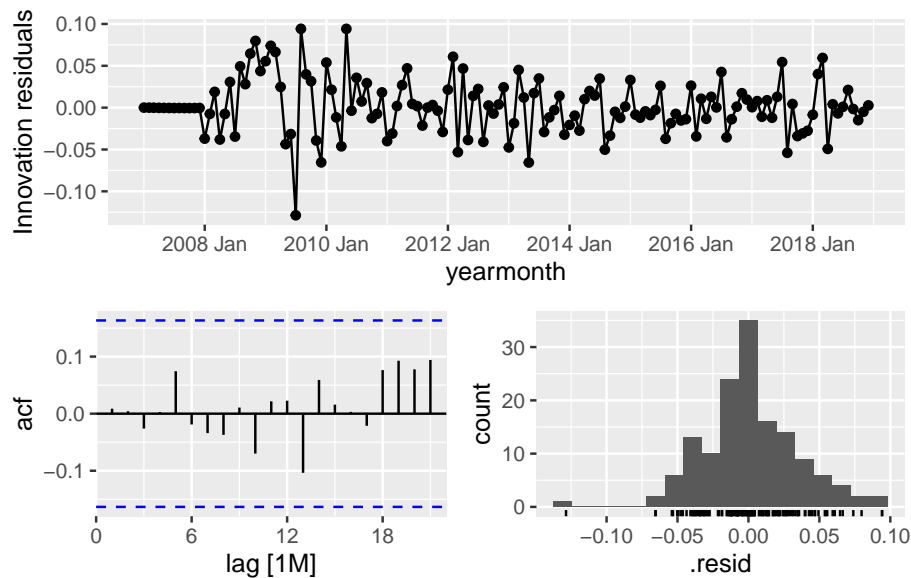 Innovation residuals
0.10
0.05
0.00
−0.05
−0.10
2008 Jan 2010 Jan 2012 Jan 2014 Jan 2016 Jan 2018 Jan
yearmonth
acf
0.1
0.0
−0.1
0 6 12 18
lag [1M]
count
30
20
10
0
−0.10 −0.05 0.00 0.05 0.10
.resid